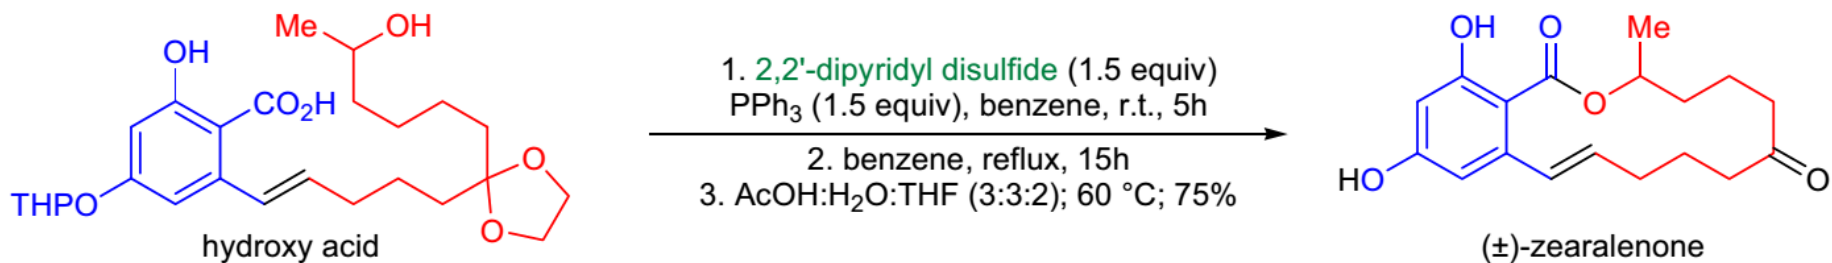 Me
OH
OH
CO₂H
THPO
O
O
hydroxy acid
1. 2,2'-dipyridyl disulfide (1.5 equiv)
PPh₃ (1.5 equiv), benzene, r.t., 5h
2. benzene, reflux, 15h
3. AcOH:H₂O:THF (3:3:2); 60 °C; 75%
OH
O
Me
O
HO
O
(±)-zearalenone